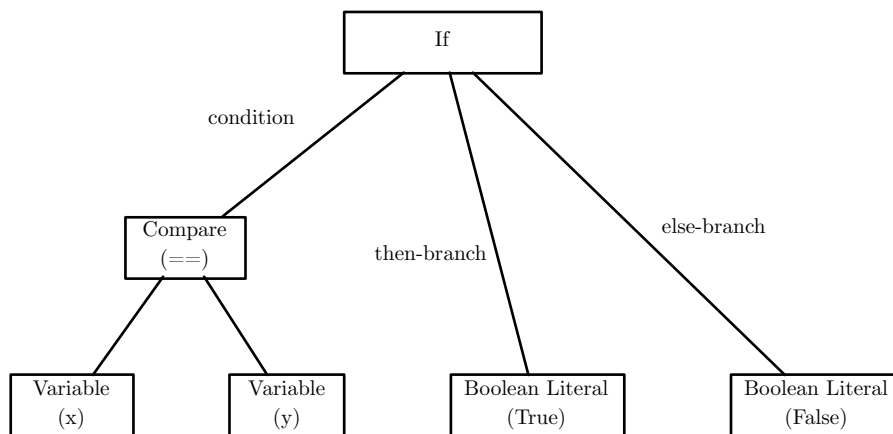 If
condition
Compare
(==)
then-branch
else-branch
Variable
(x)
Variable
(y)
Boolean Literal
(True)
Boolean Literal
(False)